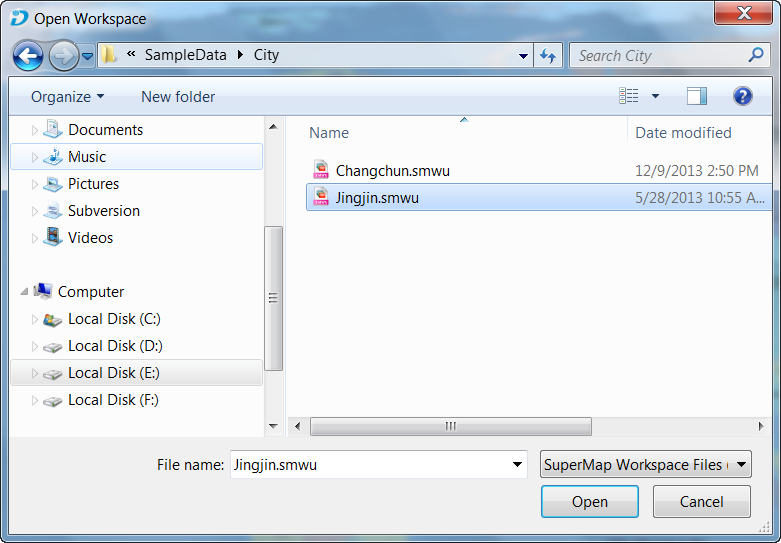 Open Workspace
« SampleData City
Search City
Organize New folder
Documents
Music
Pictures
Subversion
Videos
Computer
Local Disk (C:)
Local Disk (D:)
Local Disk (E:)
Local Disk (F:)
Name Date modified
Changchun.smwu 12/9/2013 2:50 PM
Jingjin.smwu 5/28/2013 10:55 A...
File name: Jingjin.smwu SuperMap Workspace Files (
Open Cancel